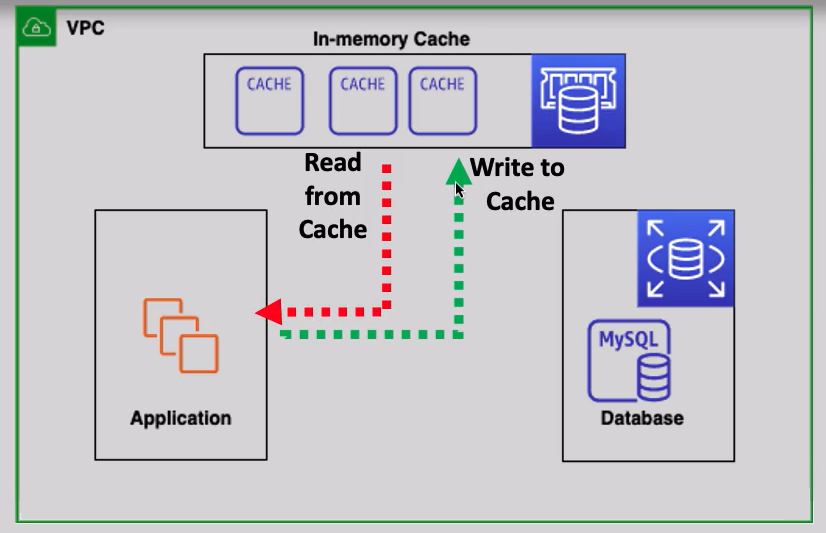 VPC
In-memory Cache
CACHE
CACHE
CACHE
Read
from
Cache
Write to
Cache
Application
MySQL
Database